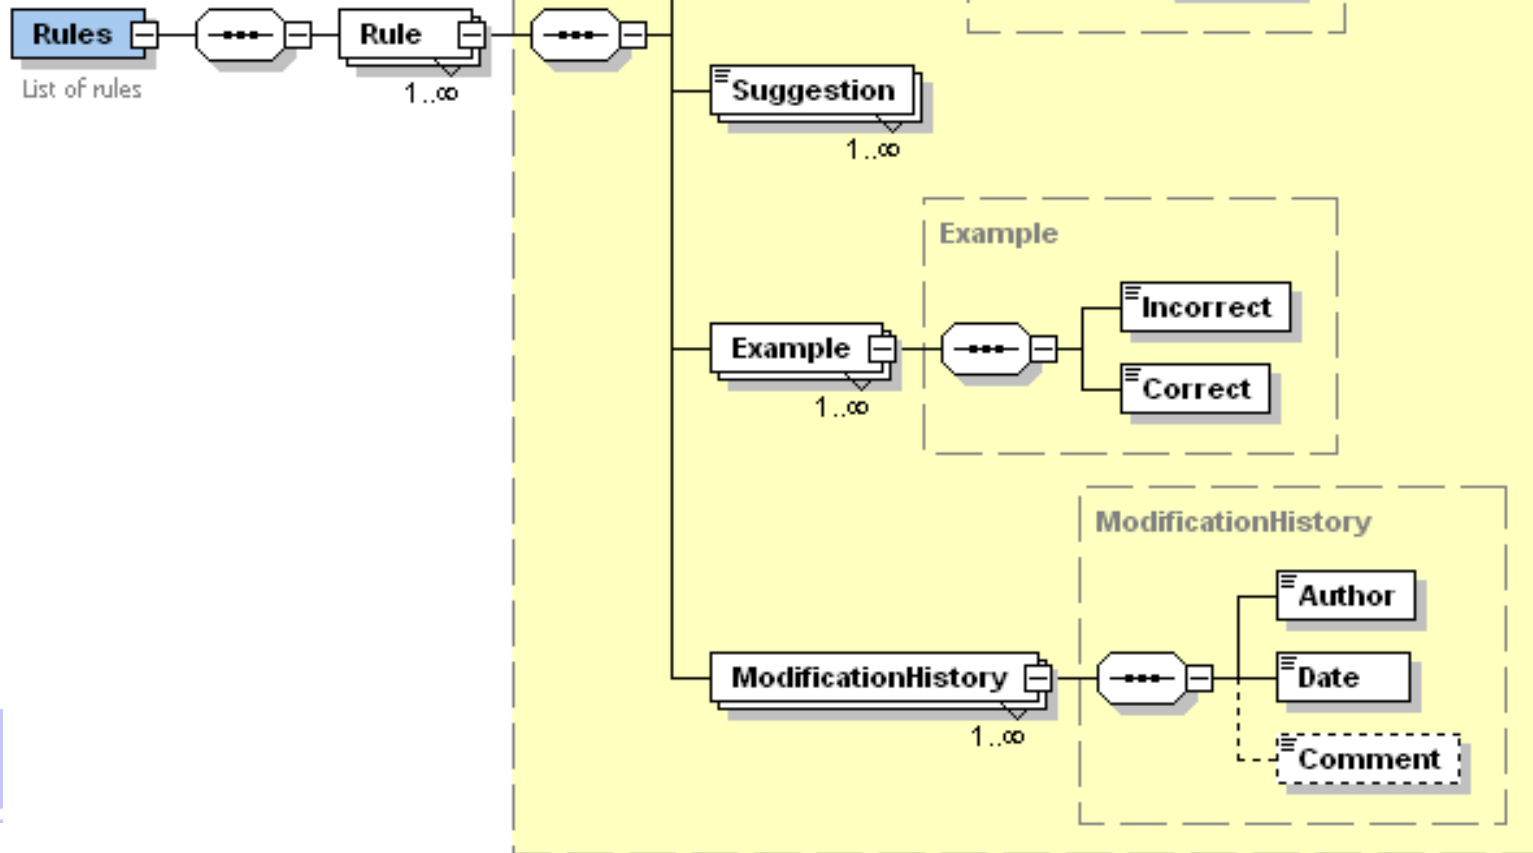 Rules
List of rules
Rule
1..∞
Suggestion
1..∞
Example
Example
1..∞
Incorrect
Correct
ModificationHistory
ModificationHistory
1..∞
Author
Date
Comment